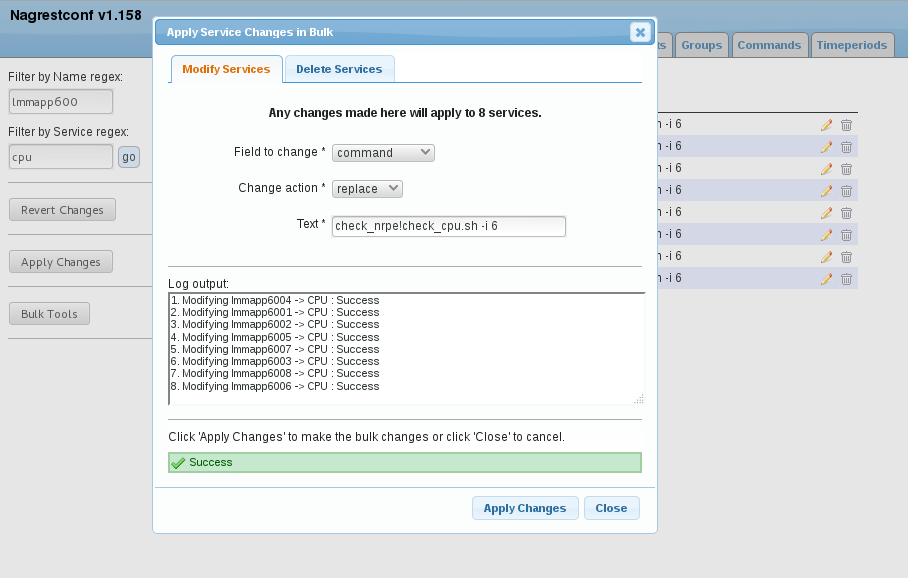 Nagrestconf v1.158
Filter by Name regex:
lmmapp600
Filter by Service regex:
cpu
go
Revert Changes
Apply Changes
Bulk Tools
Apply Service Changes in Bulk
Modify Services
Delete Services
Any changes made here will apply to 8 services.
Field to change *
command
Change action *
replace
Text *
check_nrpe!check_cpu.sh -i 6
Log output:
1. Modifying lmmapp6004 -> CPU : Success
2. Modifying lmmapp6001 -> CPU : Success
3. Modifying lmmapp6002 -> CPU : Success
4. Modifying lmmapp6005 -> CPU : Success
5. Modifying lmmapp6007 -> CPU : Success
6. Modifying lmmapp6003 -> CPU : Success
7. Modifying lmmapp6008 -> CPU : Success
8. Modifying lmmapp6006 -> CPU : Success
Click 'Apply Changes' to make the bulk changes or click 'Close' to cancel.
Success
Apply Changes
Close
Groups
Commands
Timeperiods
-i 6
-i 6
-i 6
-i 6
-i 6
-i 6
-i 6
-i 6